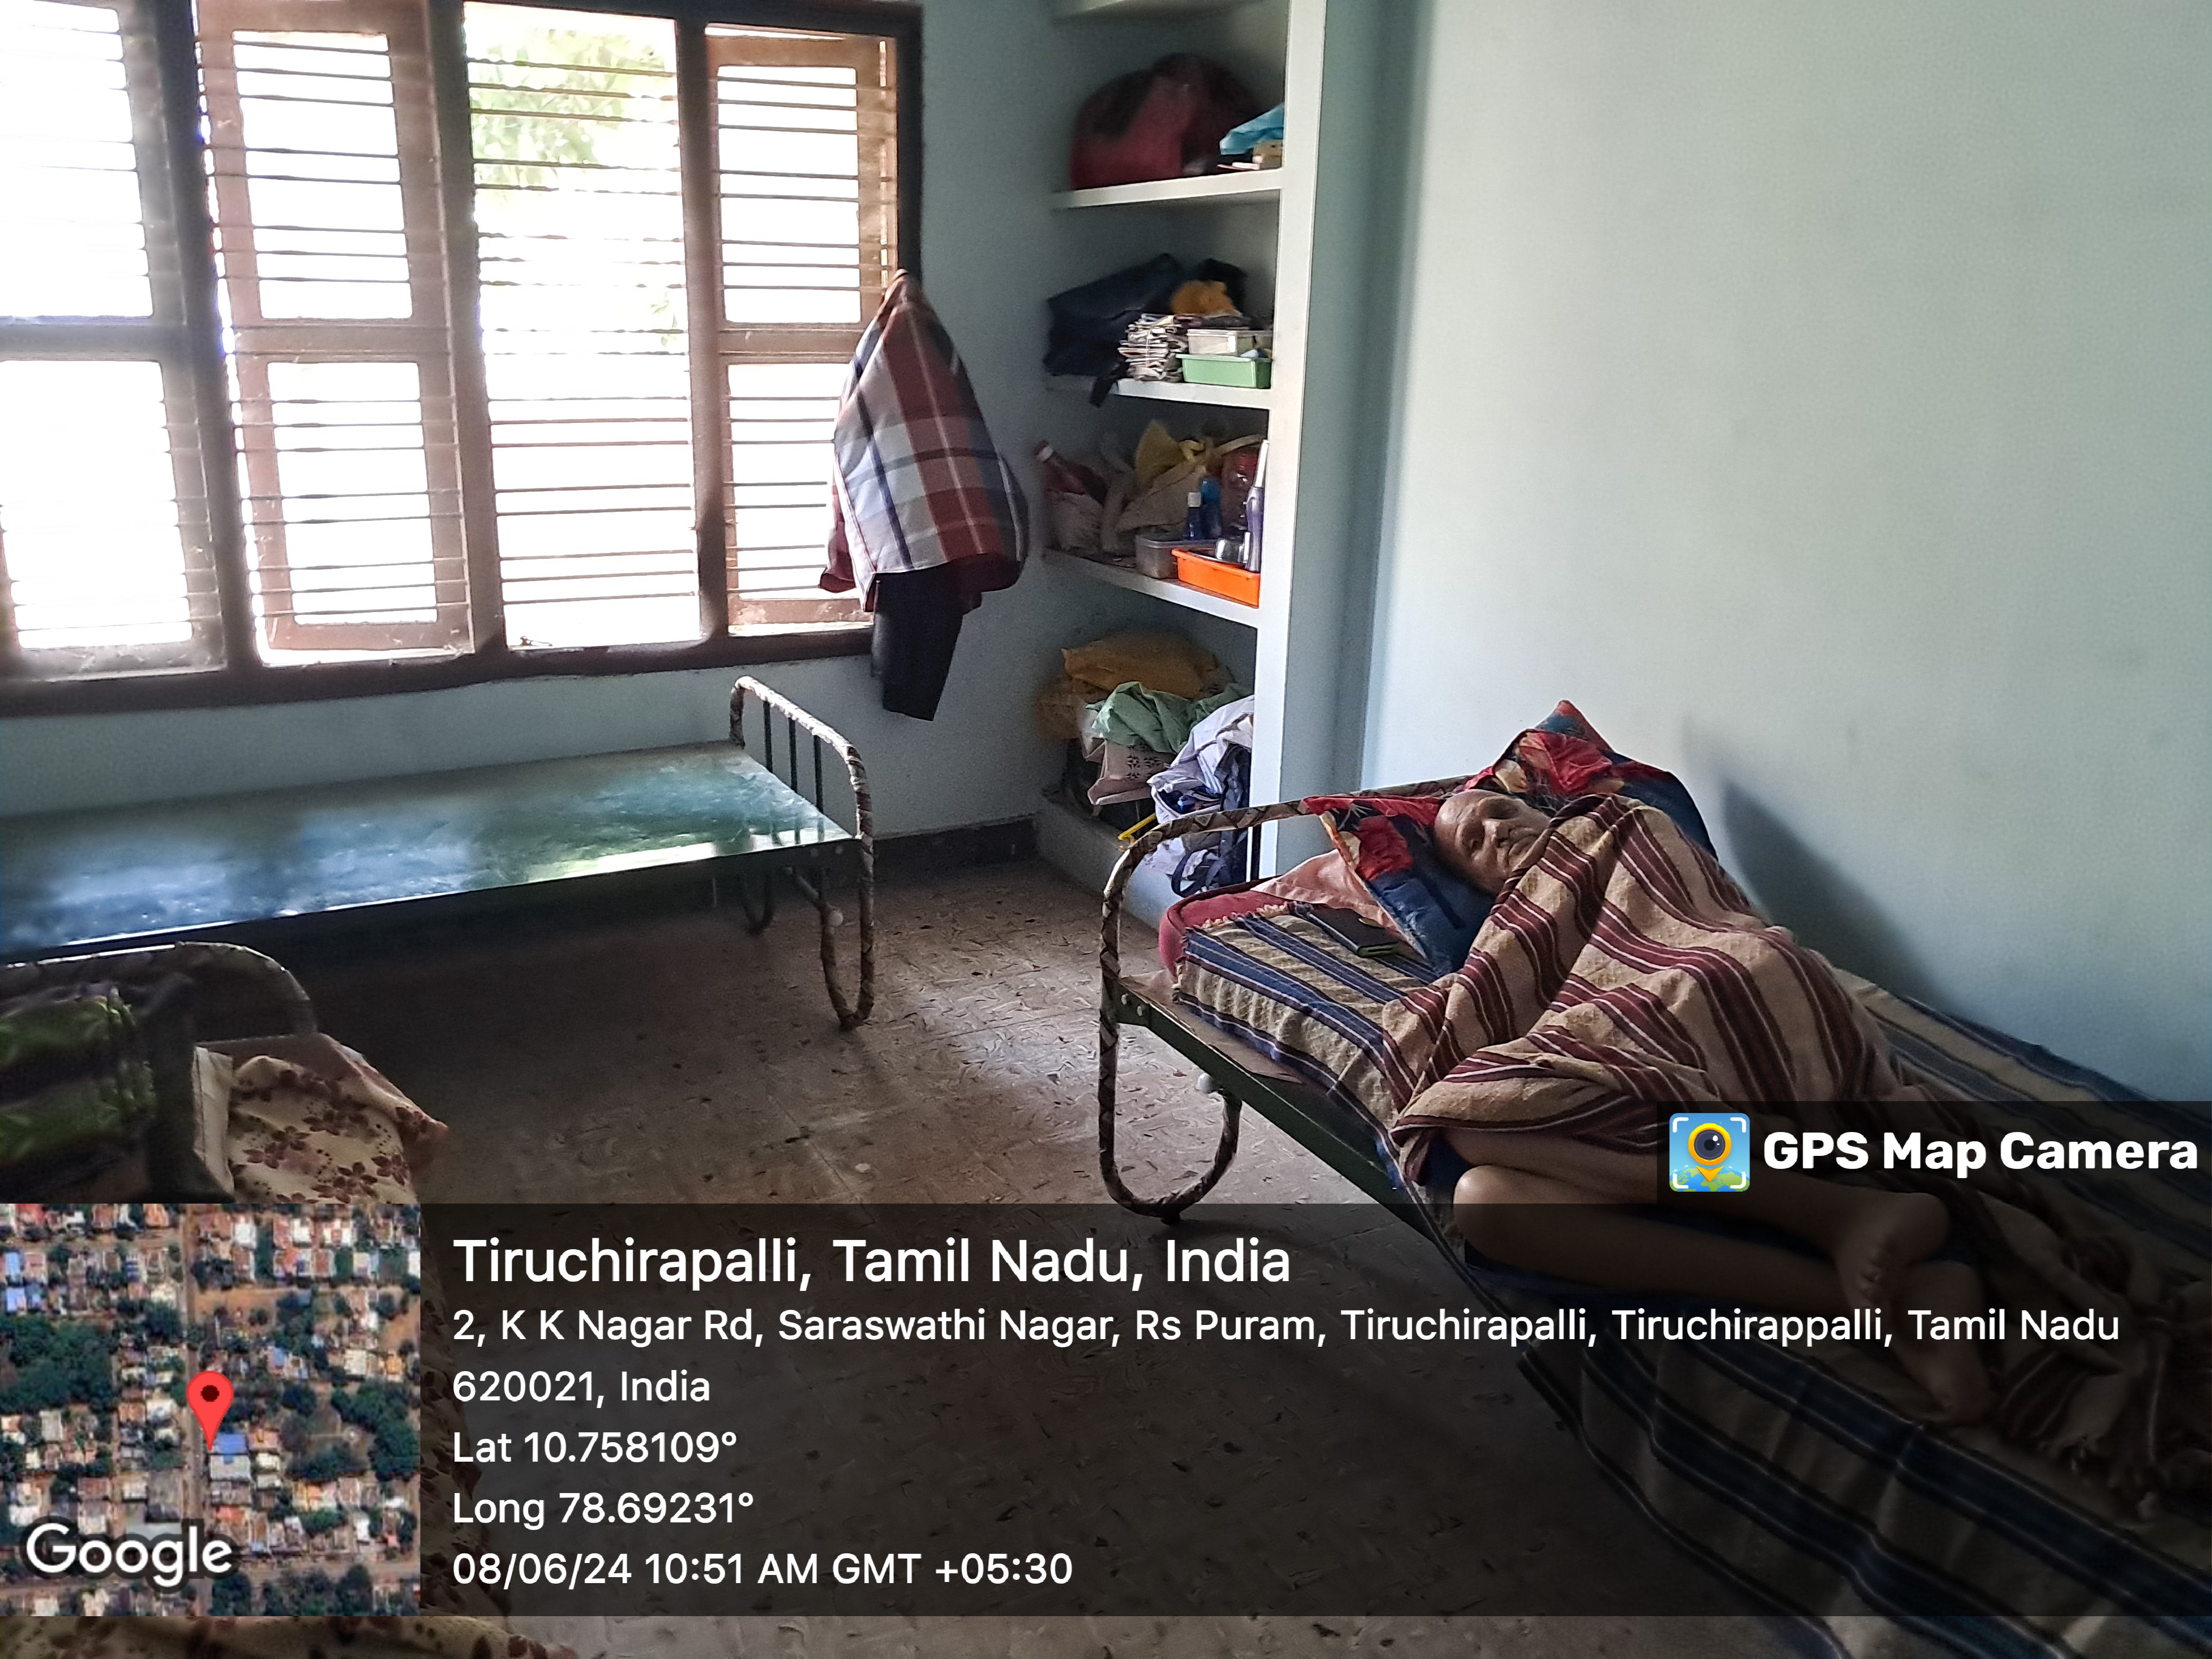 GPS Map Camera
Tiruchirapalli, Tamil Nadu, India
2, K K Nagar Rd, Saraswathi Nagar, Rs Puram, Tiruchirapalli, Tiruchirappalli, Tamil Nadu
620021, India
Lat 10.758109°
Long 78.69231°
08/06/24 10:51 AM GMT +05:30
Google